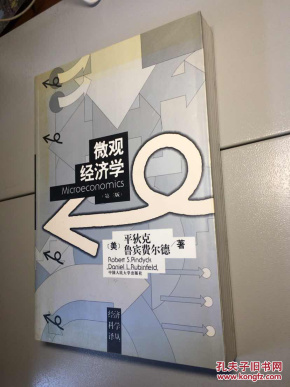 微观
经济学
Microeconomics
（第三版）
〔美〕
平狄克
鲁宾费尔德
著
Robert S.Pindyck
Daniel L.Rubinfeld
中国人民大学出版社
经济
科学
译丛
孔夫子旧书网